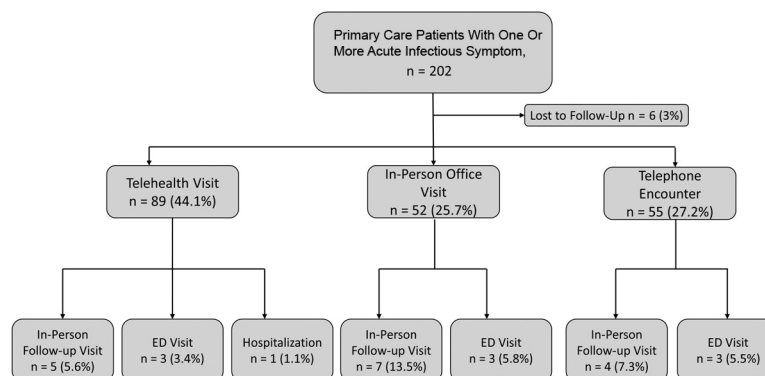 Primary Care Patients With One Or
More Acute Infectious Symptom,
n = 202
Lost to Follow-Up n = 6 (3%)
Telehealth Visit
n = 89 (44.1%)
In-Person Office
Visit
n = 52 (25.7%)
Telephone
Encounter
n = 55 (27.2%)
In-Person
Follow-up Visit
n = 5 (5.6%)
ED Visit
n = 3 (3.4%)
Hospitalization
n = 1 (1.1%)
In-Person
Follow-up Visit
n = 7 (13.5%)
ED Visit
n = 3 (5.8%)
In-Person
Follow-up Visit
n = 4 (7.3%)
ED Visit
n = 3 (5.5%)